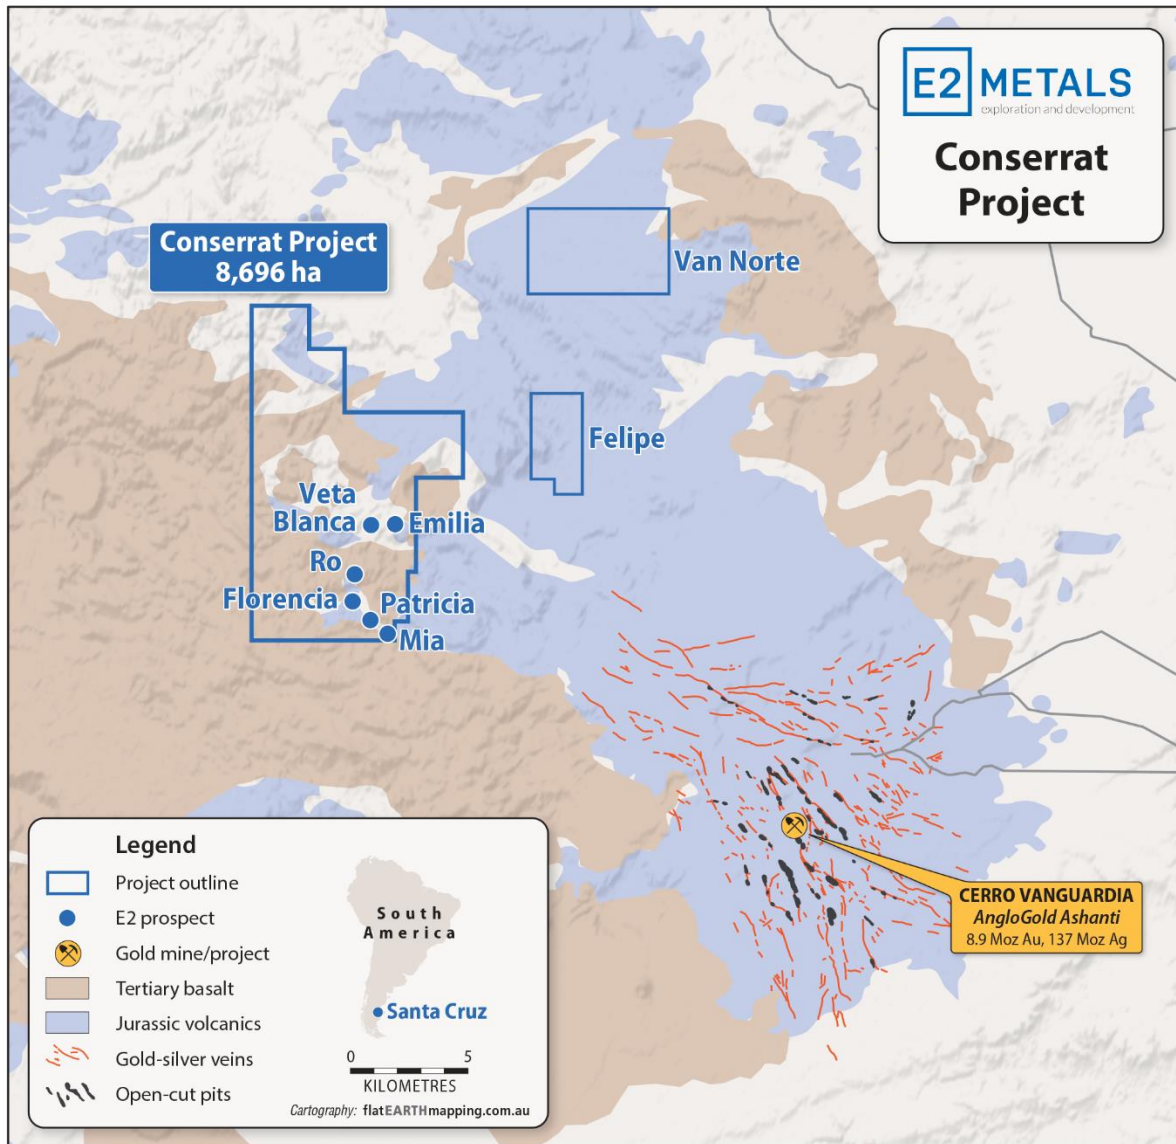 E2 METALS
exploration and development
Conserrat
Project
Conserrat Project
8,696 ha
Van Norte
Felipe
Veta
Blanca
Emilia
Ro
Florencia
Patricia
Mia
CERRO VANGUARDIA
AngloGold Ashanti
8.9 Moz Au, 137 Moz Ag
Legend
Project outline
E2 prospect
Gold mine/project
Tertiary basalt
Jurassic volcanics
Gold-silver veins
Open-cut pits
South
America
Santa Cruz
0 5
KILOMETRES
Cartography: flatEARTHmapping.com.au